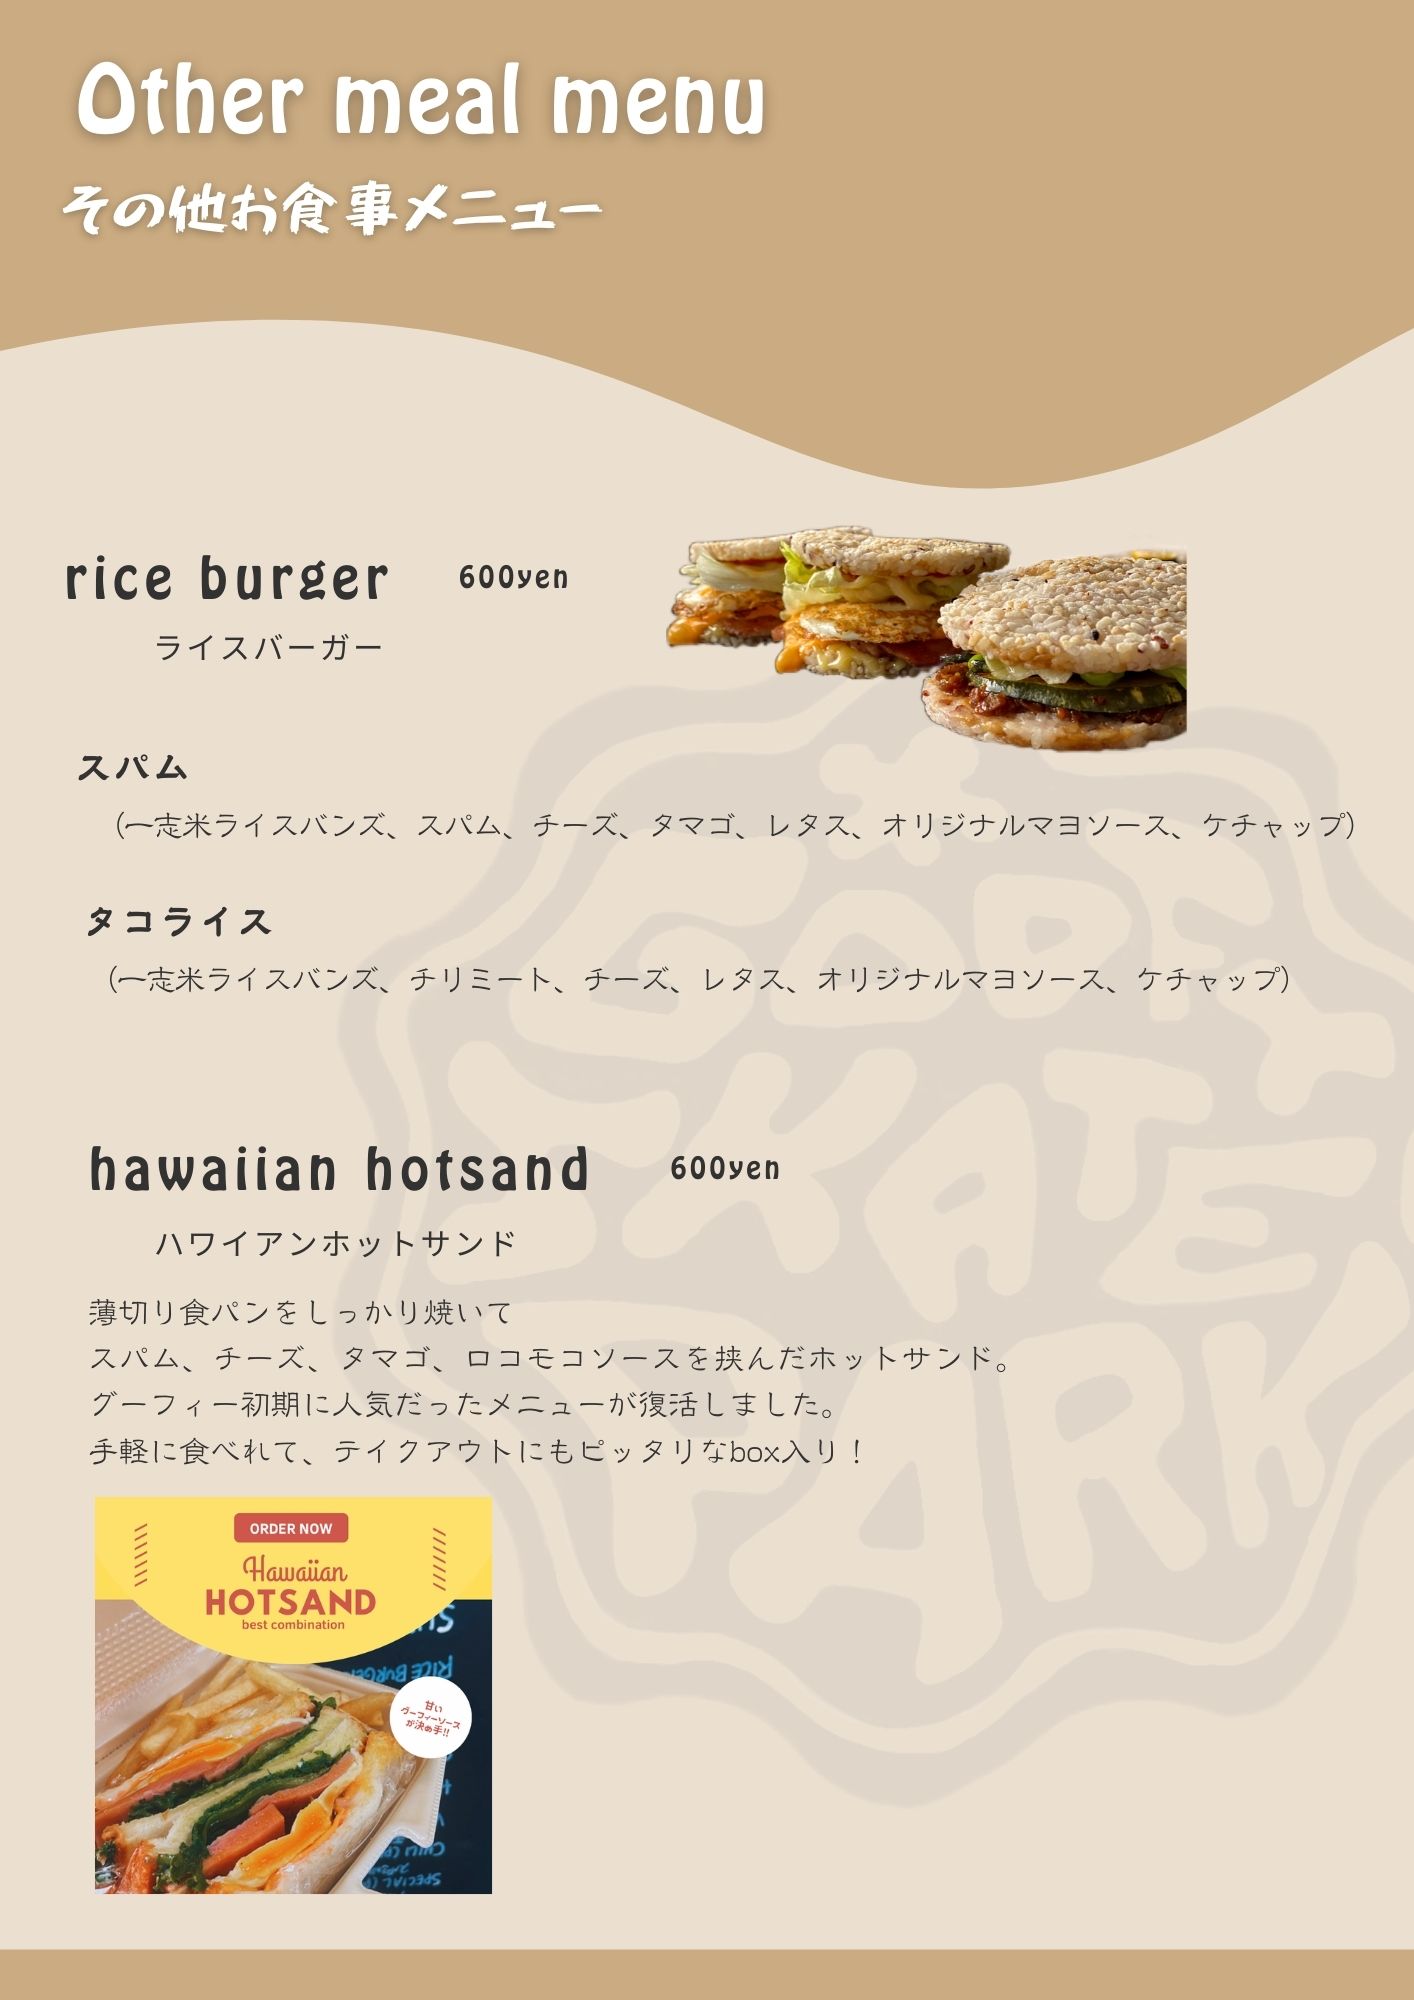 Other meal menu
その他お食事メニュー
rice burger 600yen
ライスバーガー
スパム
（一志米ライスバンズ、スパム、チーズ、タマゴ、レタス、オリジナルマヨソース、ケチャップ）
タコライス
（一志米ライスバンズ、チリミート、チーズ、レタス、オリジナルマヨソース、ケチャップ）
GOOFY
SKATE
PARK
hawaiian hotsand 600yen
ハワイアンホットサンド
薄切り食パンをしっかり焼いて
スパム、チーズ、タマゴ、ロコモコソースを挟んだホットサンド。
グーフィー初期に人気だったメニューが復活しました。
手軽に食べれて、テイクアウトにもピッタリなbox入り！
ORDER NOW
Hawaiian
HOTSAND
best combination
RICE BURGER
甘い
グーフィーソース
が決め手!!
SPECIAL